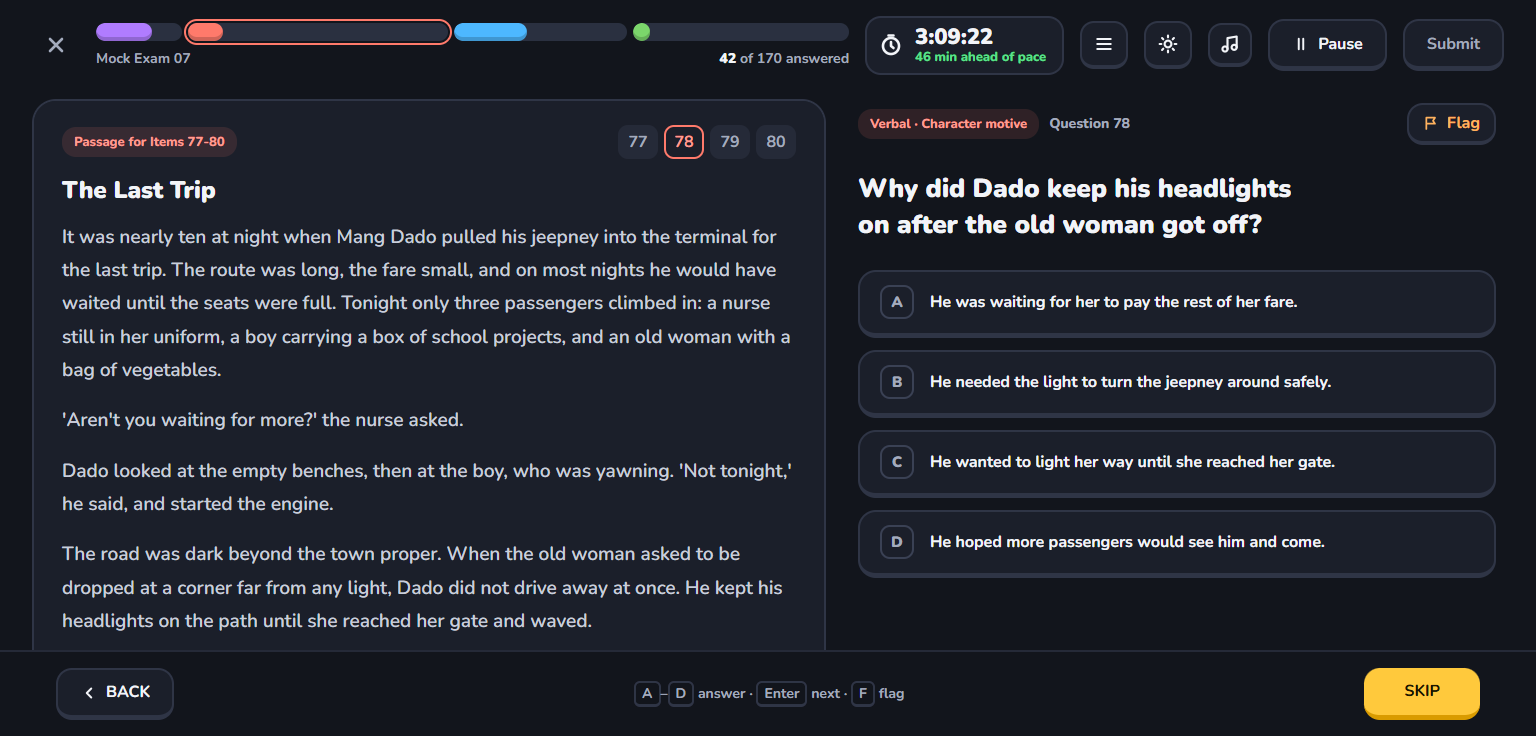 Mock Exam 07
42 of 170 answered
3:09:22
46 min ahead of pace
Pause
Submit
Passage for Items 77-80
77 78 79 80
The Last Trip
It was nearly ten at night when Mang Dado pulled his jeepney into the terminal for
the last trip. The route was long, the fare small, and on most nights he would have
waited until the seats were full. Tonight only three passengers climbed in: a nurse
still in her uniform, a boy carrying a box of school projects, and an old woman with a
bag of vegetables.
'Aren't you waiting for more?' the nurse asked.
Dado looked at the empty benches, then at the boy, who was yawning. 'Not tonight,'
he said, and started the engine.
The road was dark beyond the town proper. When the old woman asked to be
dropped at a corner far from any light, Dado did not drive away at once. He kept his
headlights on the path until she reached her gate and waved.
Verbal · Character motive
Question 78
Flag
Why did Dado keep his headlights
on after the old woman got off?
A He was waiting for her to pay the rest of her fare.
B He needed the light to turn the jeepney around safely.
C He wanted to light her way until she reached her gate.
D He hoped more passengers would see him and come.
BACK
A–D answer · Enter next · F flag
SKIP